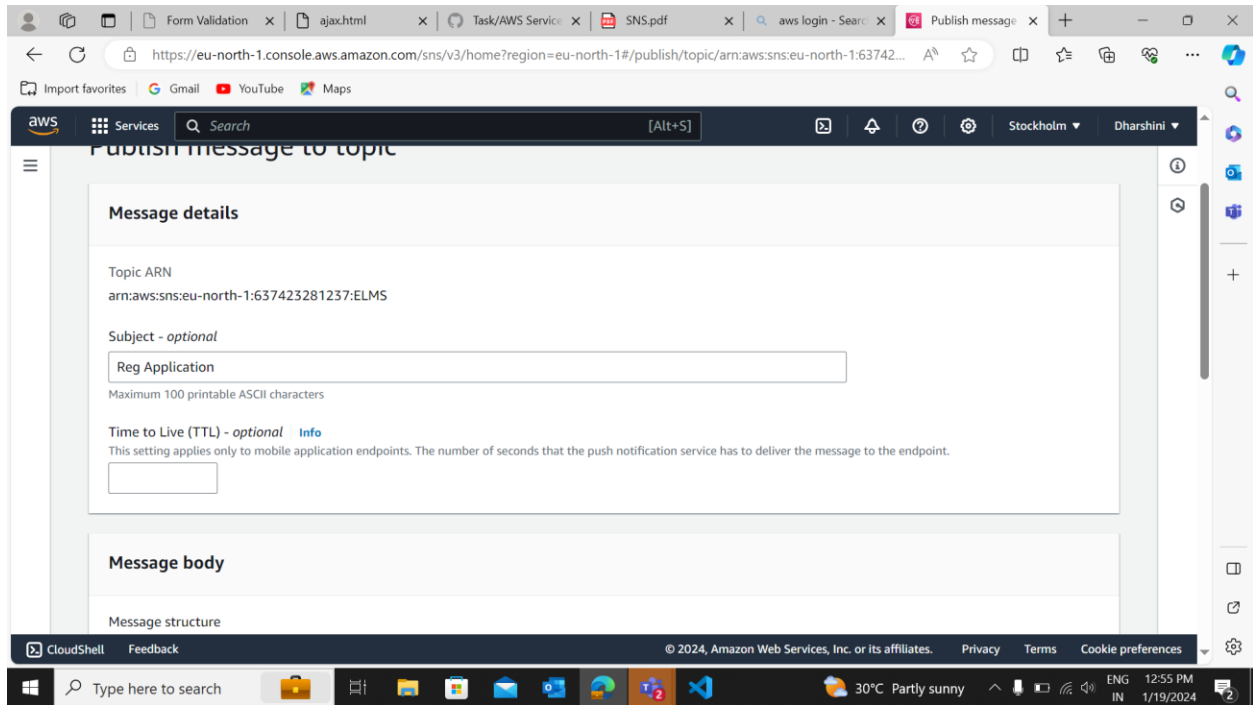 Form Validation
ajax.html
Task/AWS Service
SNS.pdf
aws login - Searc
Publish message
https://eu-north-1.console.aws.amazon.com/sns/v3/home?region=eu-north-1#/publish/topic/arn:aws:sns:eu-north-1:63742...
Import favorites
Gmail
YouTube
Maps
aws
Services
Search
[Alt+S]
Stockholm
Dharshini
Publish message to topic
Message details
Topic ARN
arn:aws:sns:eu-north-1:637423281237:ELMS
Subject - optional
Reg Application
Maximum 100 printable ASCII characters
Time to Live (TTL) - optional Info
This setting applies only to mobile application endpoints. The number of seconds that the push notification service has to deliver the message to the endpoint.
Message body
Message structure
CloudShell
Feedback
© 2024, Amazon Web Services, Inc. or its affiliates.
Privacy
Terms
Cookie preferences
Type here to search
30°C Partly sunny
ENG
IN
12:55 PM
1/19/2024
2